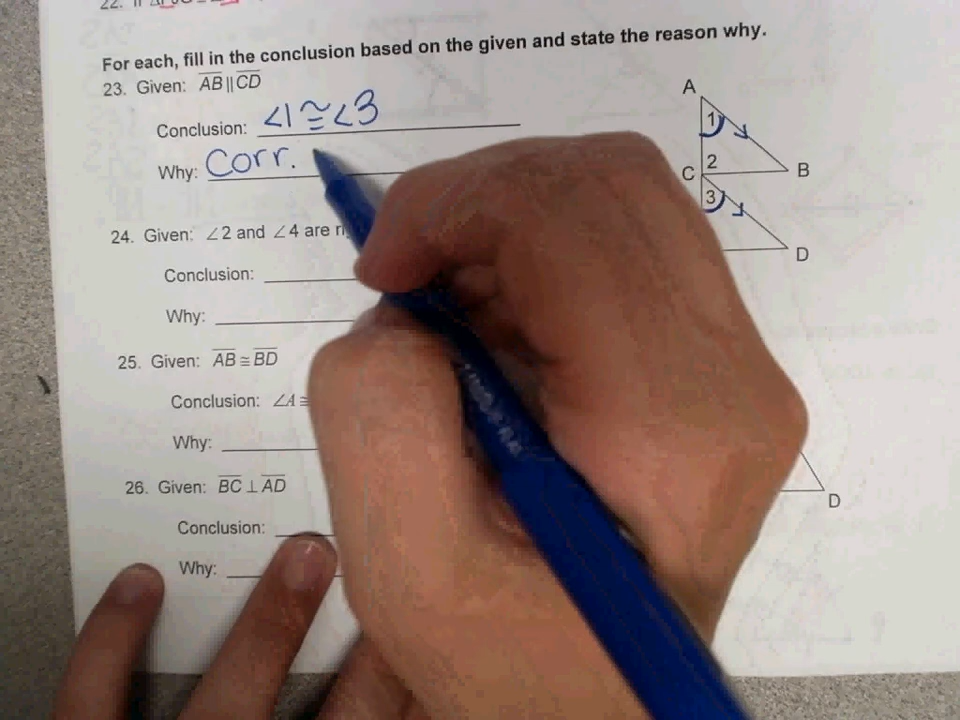 For each, fill in the conclusion based on the given and state the reason why.
23. Given: AB || CD
Conclusion: ∠1 ≅ ∠3
Why: Corr.
24. Given: ∠2 and ∠4 are
Conclusion:
Why:
25. Given: AB ≅ BD
Conclusion: ∠A ≅
Why:
26. Given: BC ⊥ AD
Conclusion:
Why:
A
1
2
C
B
3
D
D